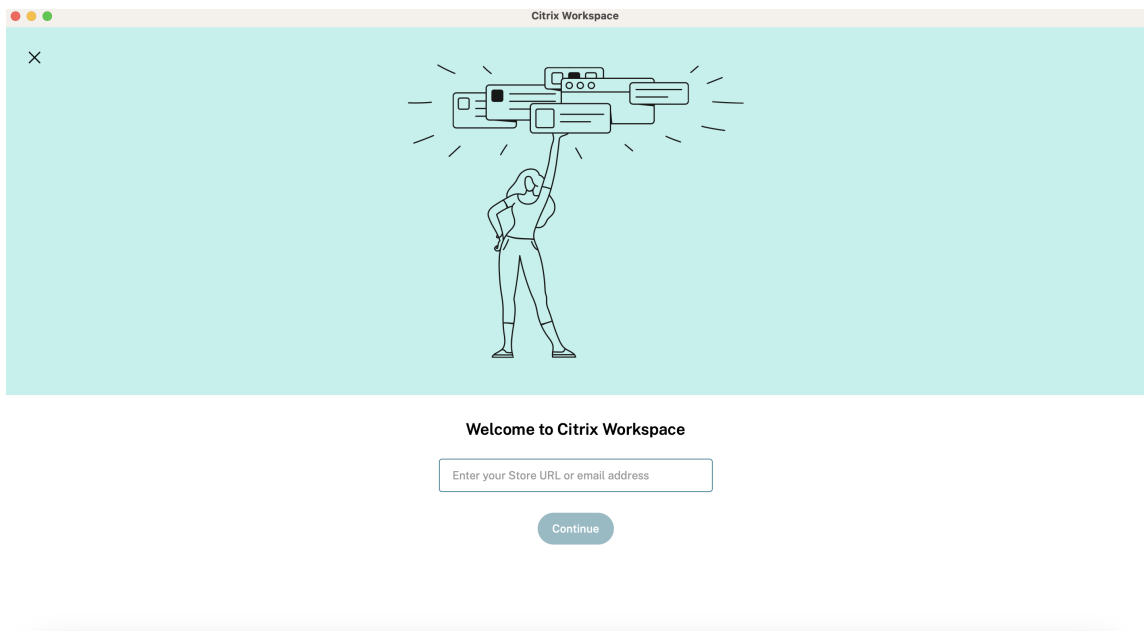 Citrix Workspace
Welcome to Citrix Workspace
Enter your Store URL or email address
Continue